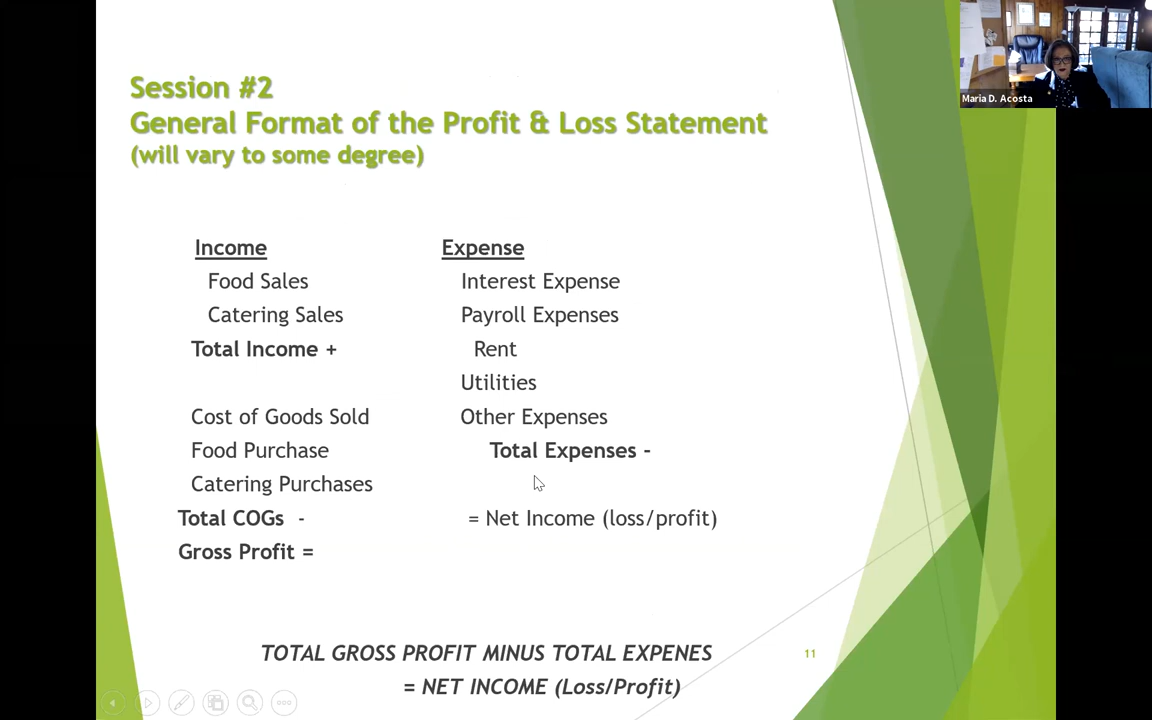 Session #2
General Format of the Profit & Loss Statement
(will vary to some degree)
Income
Food Sales
Catering Sales
Total Income +
Cost of Goods Sold
Food Purchase
Catering Purchases
Total COGs -
Gross Profit =
Expense
Interest Expense
Payroll Expenses
Rent
Utilities
Other Expenses
Total Expenses -
= Net Income (loss/profit)
TOTAL GROSS PROFIT MINUS TOTAL EXPENES
= NET INCOME (Loss/Profit)
11
Maria D. Acosta